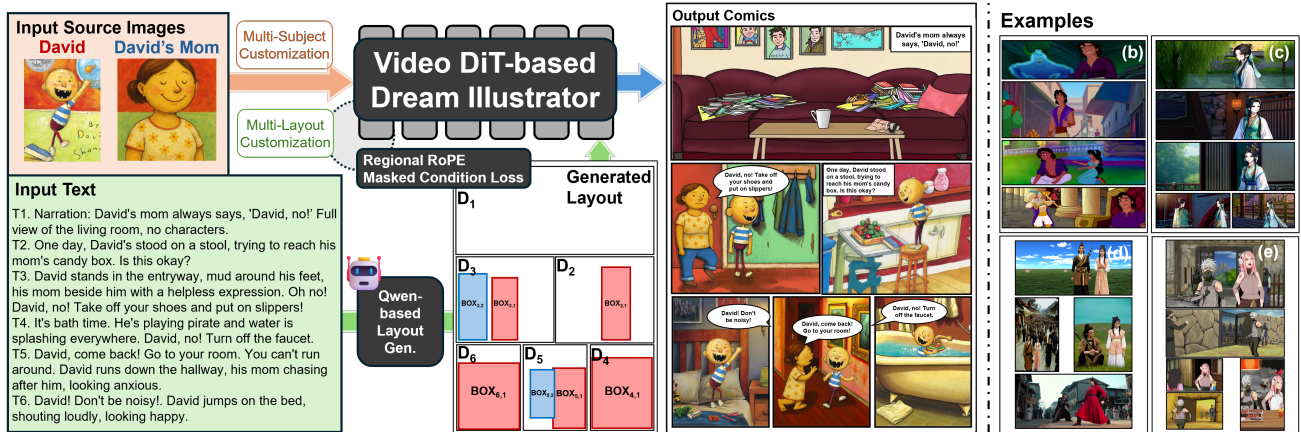 Input Source Images
David
David's Mom
By
Davi
Shan
Input Text
T1. Narration: David's mom always says, 'David, no!' Full
view of the living room, no characters.
T2. One day, David's stood on a stool, trying to reach his
mom's candy box. Is this okay?
T3. David stands in the entryway, mud around his feet,
his mom beside him with a helpless expression. Oh no!
David, no! Take off your shoes and put on slippers!
T4. It's bath time. He's playing pirate and water is
splashing everywhere. David, no! Turn off the faucet.
T5. David, come back! Go to your room. You can't run
around. David runs down the hallway, his mom chasing
after him, looking anxious.
T6. David! Don't be noisy!. David jumps on the bed,
shouting loudly, looking happy.
Multi-Subject
Customization
Multi-Layout
Customization
Video DiT-based
Dream Illustrator
Regional RoPE
Masked Condition Loss
Qwen-
based
Layout
Gen.
Generated
Layout
D1
D3
BOX3,2
BOX3,1
D2
BOX2,1
D6
BOX6,1
D5
BOX5,2
BOX5,1
D4
BOX4,1
Output Comics
David's mom always
says, 'David, no!'
David, no! Take off
your shoes and
put on slippers!
One day, David stood
on a stool, trying to
reach his mom's candy
box. Is this okay?
David! Don't
be noisy!
David, come back!
Go to your room!
David, no! Turn
off the faucet.
Examples
(b)
(c)
(d)
(e)